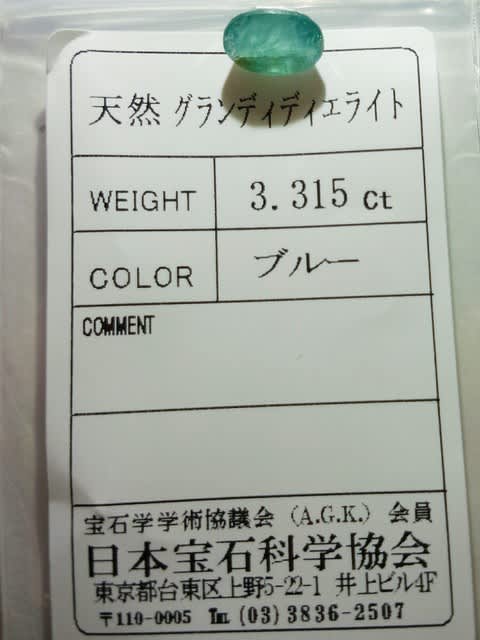 天然 グランディディエライト
WEIGHT 3.315 ct
COLOR ブルー
COMMENT
宝石学学術協議会 (A.G.K.) 会員
日本宝石科学協会
東京都台東区上野5-22-1 井上ビル4F
〒110-0005 TEL (03) 3836-2507